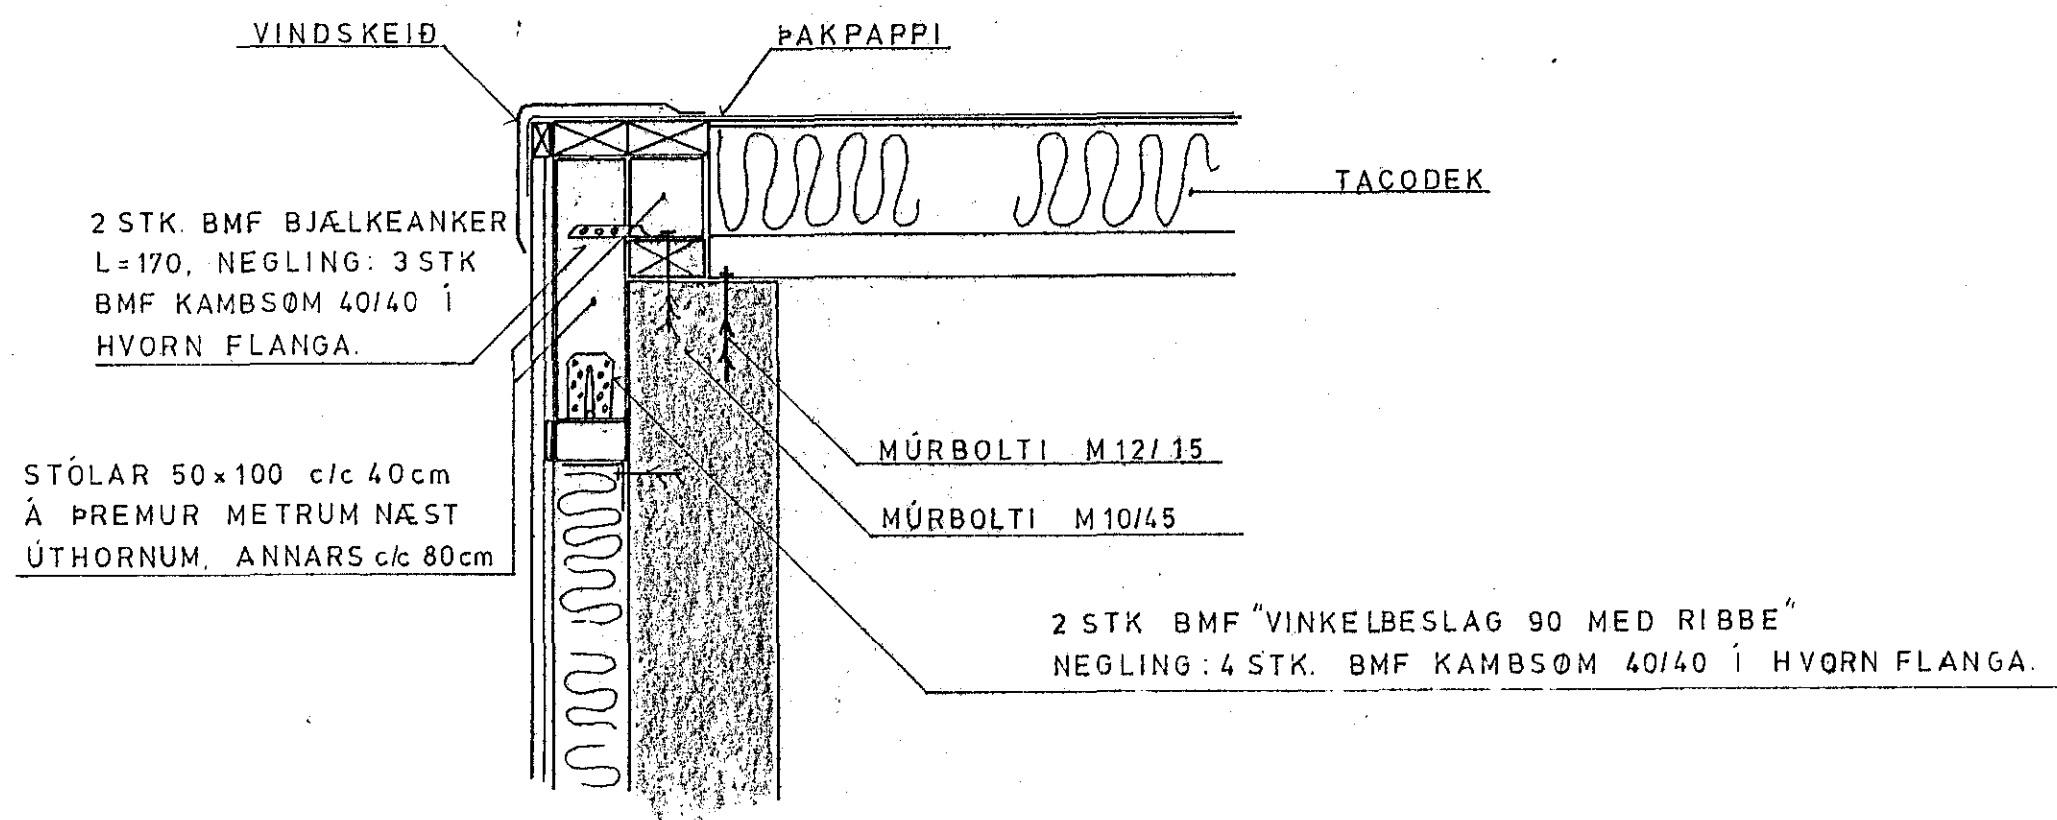 VINDSKEIÐ
ÞAKPAPPI
TACODEK
2 STK. BMF BJÆLKEANKER
L=170, NEGLING: 3 STK
BMF KAMBSØM 40/40 Í
HVORN FLANGA.
STÓLAR 50×100 c/c 40cm
Á ÞREMUR METRUM NÆST
ÚTHORNUM, ANNARS c/c 80cm
MÚRBOLTI M12/15
MÚRBOLTI M10/45
2 STK BMF "VINKELBESLAG 90 MED RIBBE"
NEGLING: 4 STK. BMF KAMBSØM 40/40 Í HVORN FLANGA.